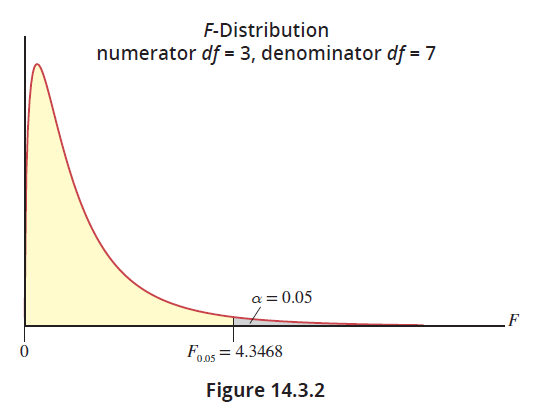 F-Distribution
numerator df = 3, denominator df = 7
α = 0.05
F
0
F0.05 = 4.3468
Figure 14.3.2